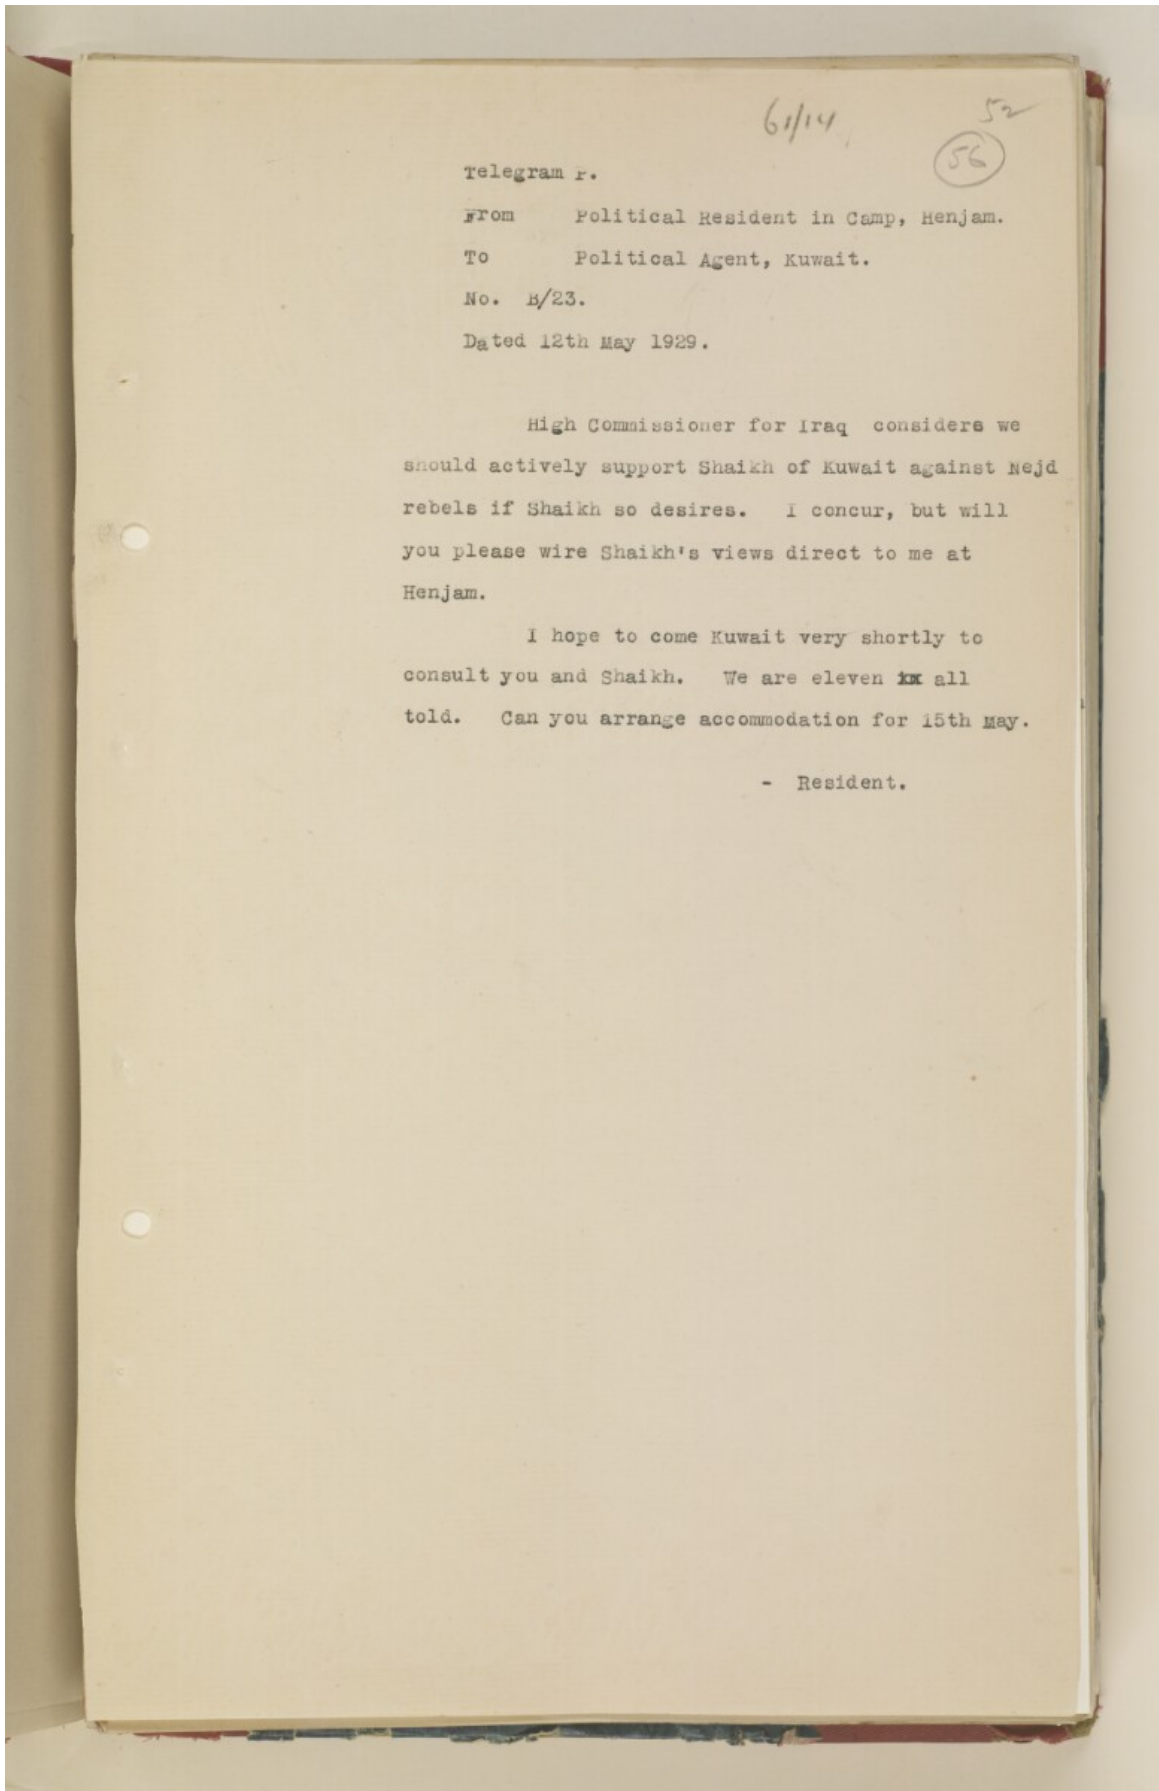 61/14
52
56
Telegram P.
From Political Resident in Camp, Henjam.
To Political Agent, Kuwait.
No. B/23.
Dated 12th May 1929.
High Commissioner for Iraq considers we
should actively support Shaikh of Kuwait against Nejd
rebels if Shaikh so desires. I concur, but will
you please wire Shaikh's views direct to me at
Henjam.
I hope to come Kuwait very shortly to
consult you and Shaikh. We are eleven all
told. Can you arrange accommodation for 15th May.
- Resident.